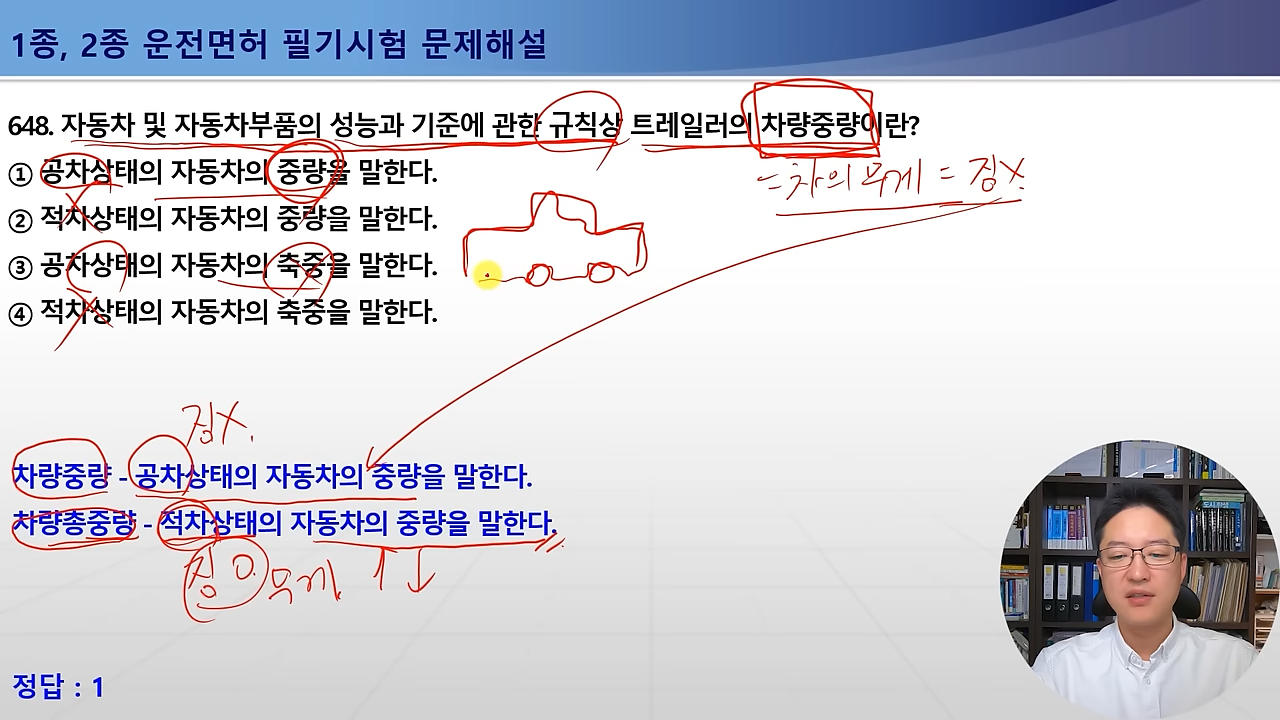 1종, 2종 운전면허 필기시험 문제해설
648. 자동차 및 자동차부품의 성능과 기준에 관한 규칙상 트레일러의 차량중량이란?
① 공차상태의 자동차의 중량을 말한다.
= 차의 무게 = 짐X.
② 적차상태의 자동차의 중량을 말한다.
③ 공차상태의 자동차의 축중을 말한다.
④ 적차상태의 자동차의 축중을 말한다.
짐X.
차량중량 - 공차상태의 자동차의 중량을 말한다.
차량총중량 - 적차상태의 자동차의 중량을 말한다.
짐 O. 무게 ↑↓
정답 : 1